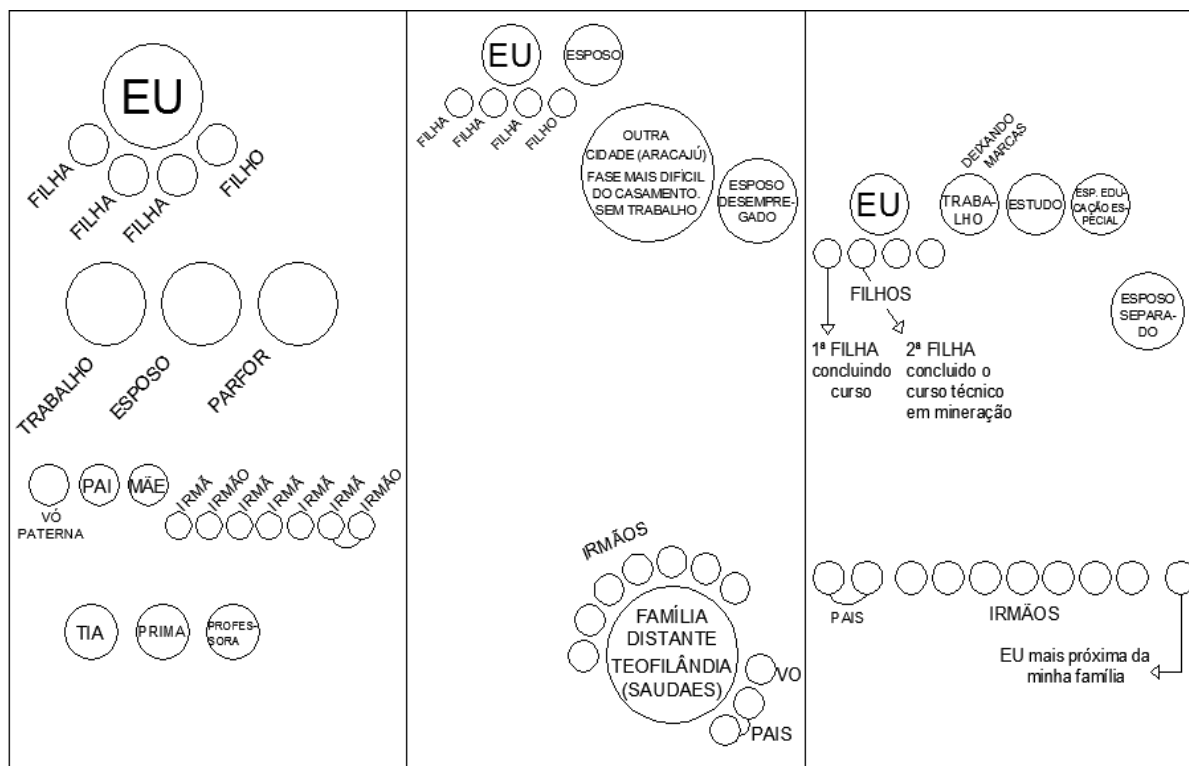 EU
FILHA
FILHA
FILHA
FILHO
TRABALHO
ESPOSO
PARFOR
VÓ
PATERNA
PAI
MÃE
IRMÃ
IRMÃO
IRMÃ
IRMÃ
IRMÃ
IRMÃ
IRMÃO
TIA
PRIMA
PROFES-
SORA
EU
ESPOSO
FILHA
FILHA
FILHA
FILHO
OUTRA
CIDADE (ARACAJÚ)
FASE MAIS DIFÍCIL
DO CASAMENTO.
SEM TRABALHO
ESPOSO
DESEMPRE-
GADO
IRMÃOS
FAMÍLIA
DISTANTE
TEOFILÂNDIA
(SAUDAES)
VO
PAIS
DEIXANDO
MARCAS
EU
TRABA-
LHO
ESTUDO
ESP. EDU-
CAÇÃO ES-
PECIAL
FILHOS
ESPOSO
SEPARA-
DO
1ª FILHA
concluindo
curso
2ª FILHA
concluido o
curso técnico
em mineração
PAIS
IRMÃOS
EU mais próxima da
minha família